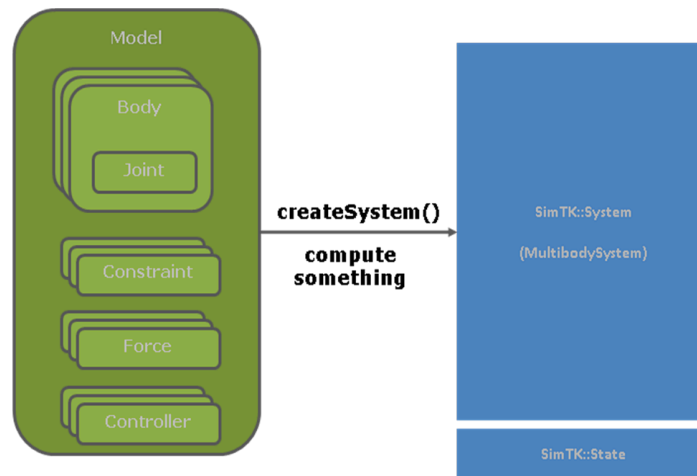 Model
Body
Joint
Constraint
Force
Controller
createSystem()
compute
something
SimTK::System
(MultibodySystem)
SimTK::State